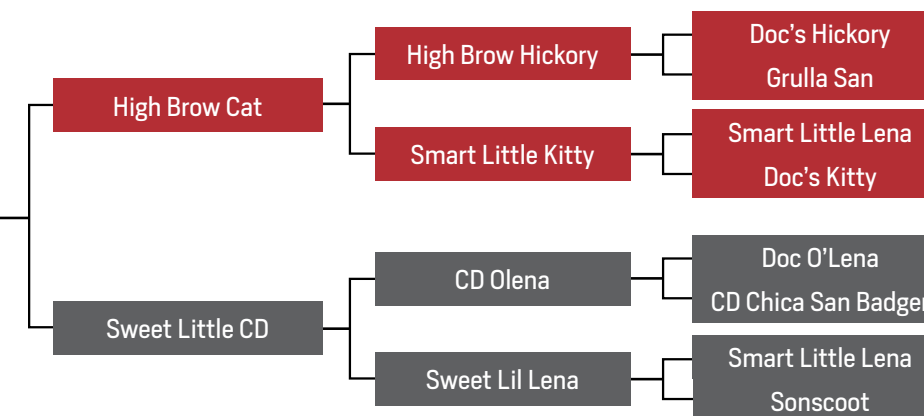 High Brow Cat
High Brow Hickory
Doc's Hickory
Grulla San
Smart Little Kitty
Smart Little Lena
Doc's Kitty
Sweet Little CD
CD Olena
Doc O'Lena
CD Chica San Badger
Sweet Lil Lena
Smart Little Lena
Sonscoot